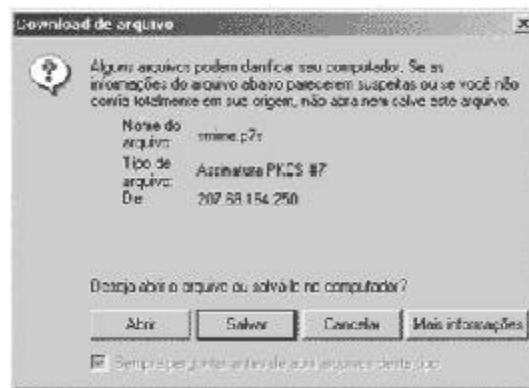 Download de arquivo
Alguns arquivos podem danificar seu computador. Se as
informações do arquivo abaixo parecerem suspeitas ou se você não
confia totalmente em sua origem, não abra nem salve este arquivo.
Nome do arquivo: smime.p7s
Tipo de arquivo: Assinatura PKCS #7
De: 207.68.164.250
Deseja abrir o arquivo ou salvá-lo no computador?
Abrir Salvar Cancelar Mais informações
Sempre perguntar antes de abrir arquivos deste tipo